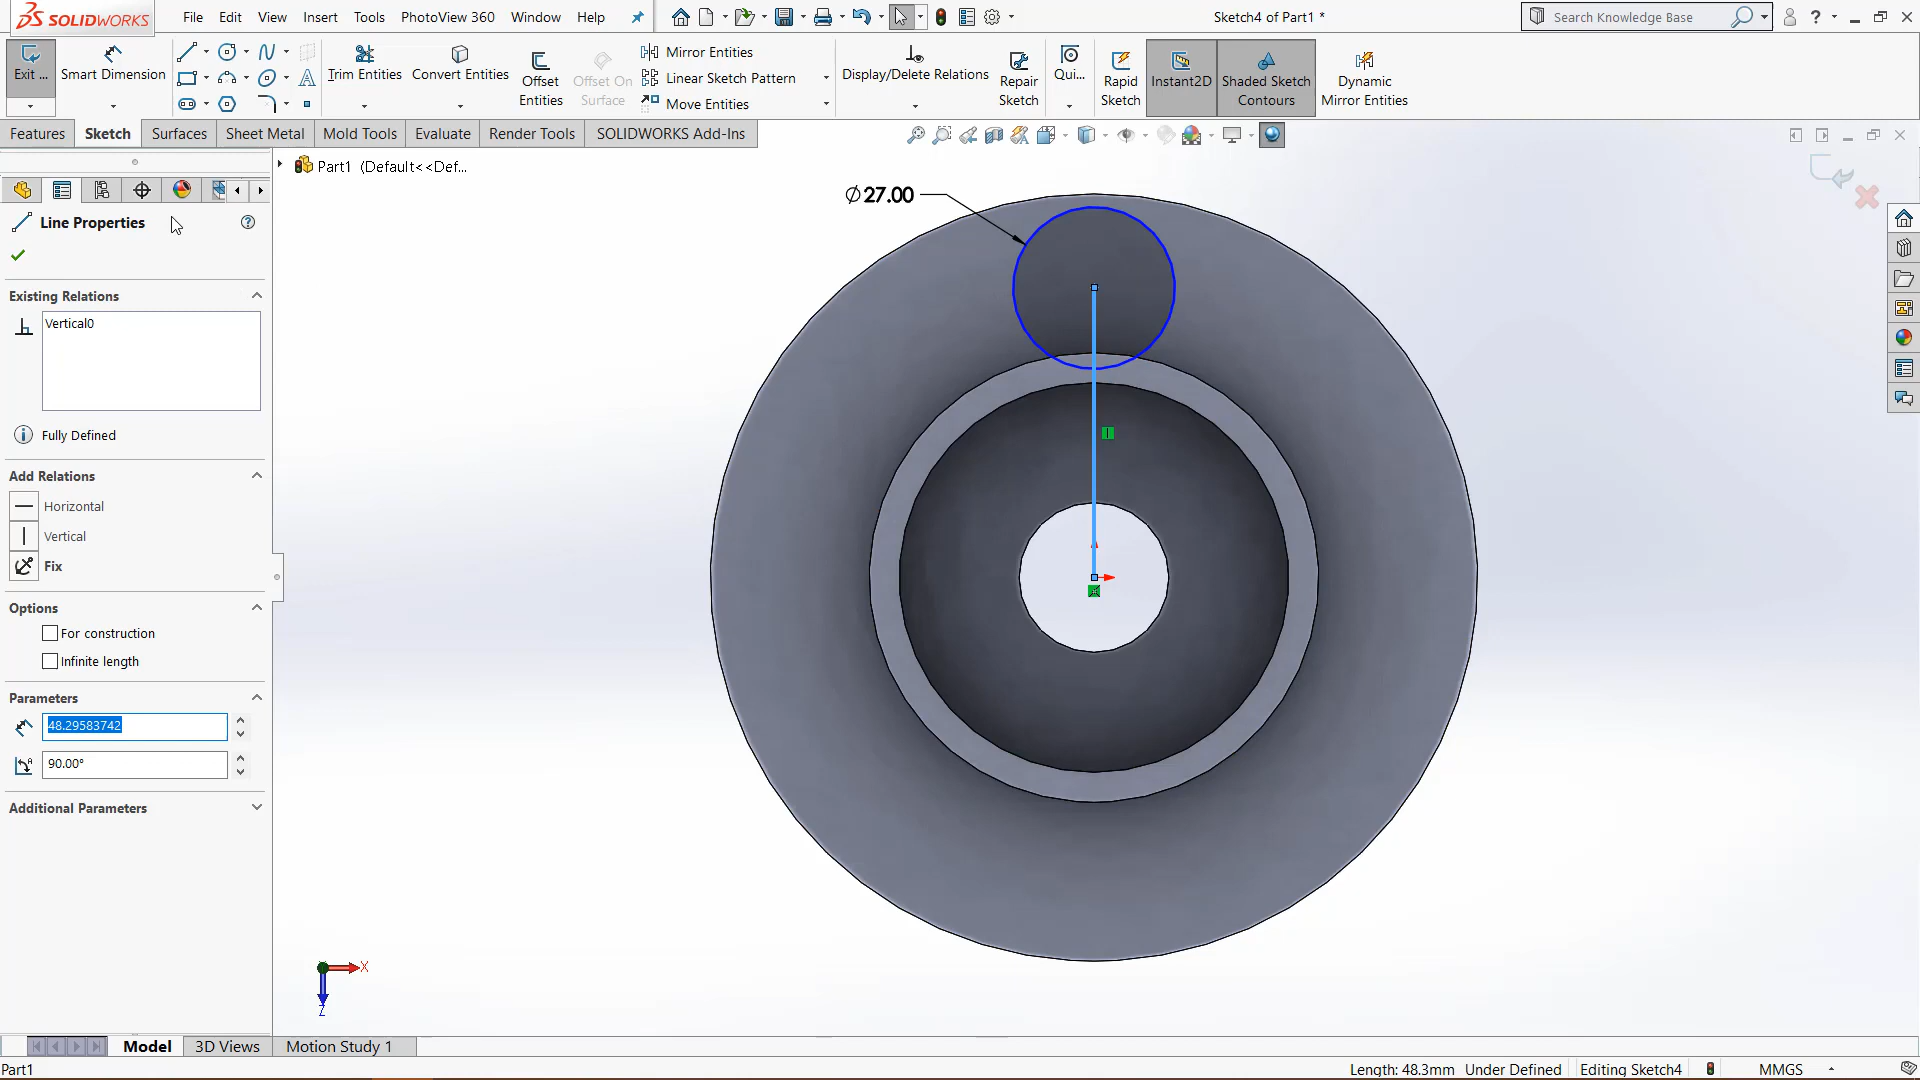 SOLIDWORKS
File Edit View Insert Tools PhotoView 360 Window Help
Sketch4 of Part1 *
Search Knowledge Base
?
Exit ...
Smart Dimension
Trim Entities
Convert Entities
Offset
Entities
Offset On
Surface
Mirror Entities
Linear Sketch Pattern
Move Entities
Display/Delete Relations
Repair
Sketch
Qui...
Rapid
Sketch
Instant2D
Shaded Sketch
Contours
Dynamic
Mirror Entities
Features Sketch Surfaces Sheet Metal Mold Tools Evaluate Render Tools SOLIDWORKS Add-Ins
Part1 (Default<<Def...
Line Properties
?
Existing Relations
Vertical0
Fully Defined
Add Relations
Horizontal
Vertical
Fix
Options
For construction
Infinite length
Parameters
48.29583742
90.00°
Additional Parameters
∅27.00
X
Z
Model 3D Views Motion Study 1
Part1
Length: 48.3mm Under Defined Editing Sketch4 MMGS